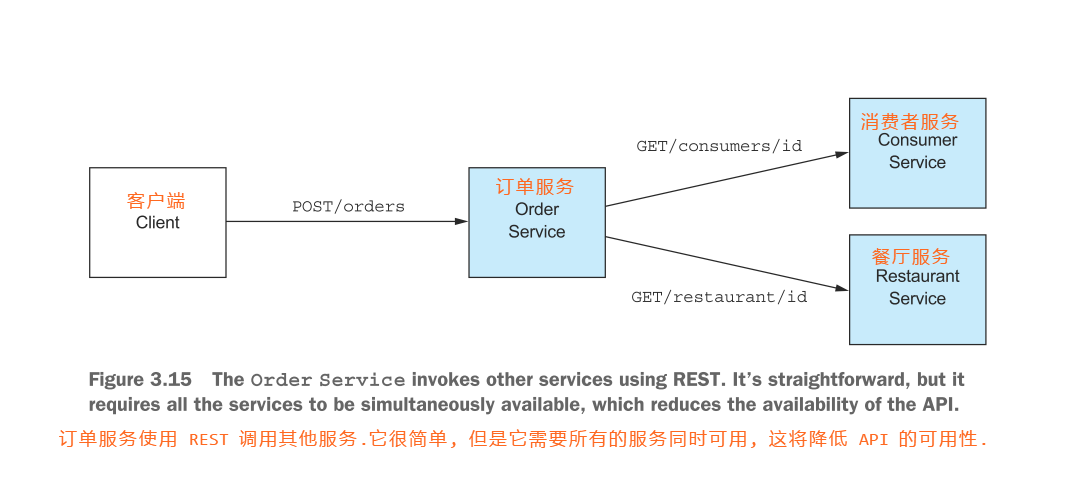 消费者服务
Consumer
Service
GET/consumers/id
客户端
Client
POST/orders
订单服务
Order
Service
餐厅服务
Restaurant
Service
GET/restaurant/id
Figure 3.15 The Order Service invokes other services using REST. It's straightforward, but it
requires all the services to be simultaneously available, which reduces the availability of the API.
订单服务使用 REST 调用其他服务.它很简单，但是它需要所有的服务同时可用，这将降低 API 的可用性.